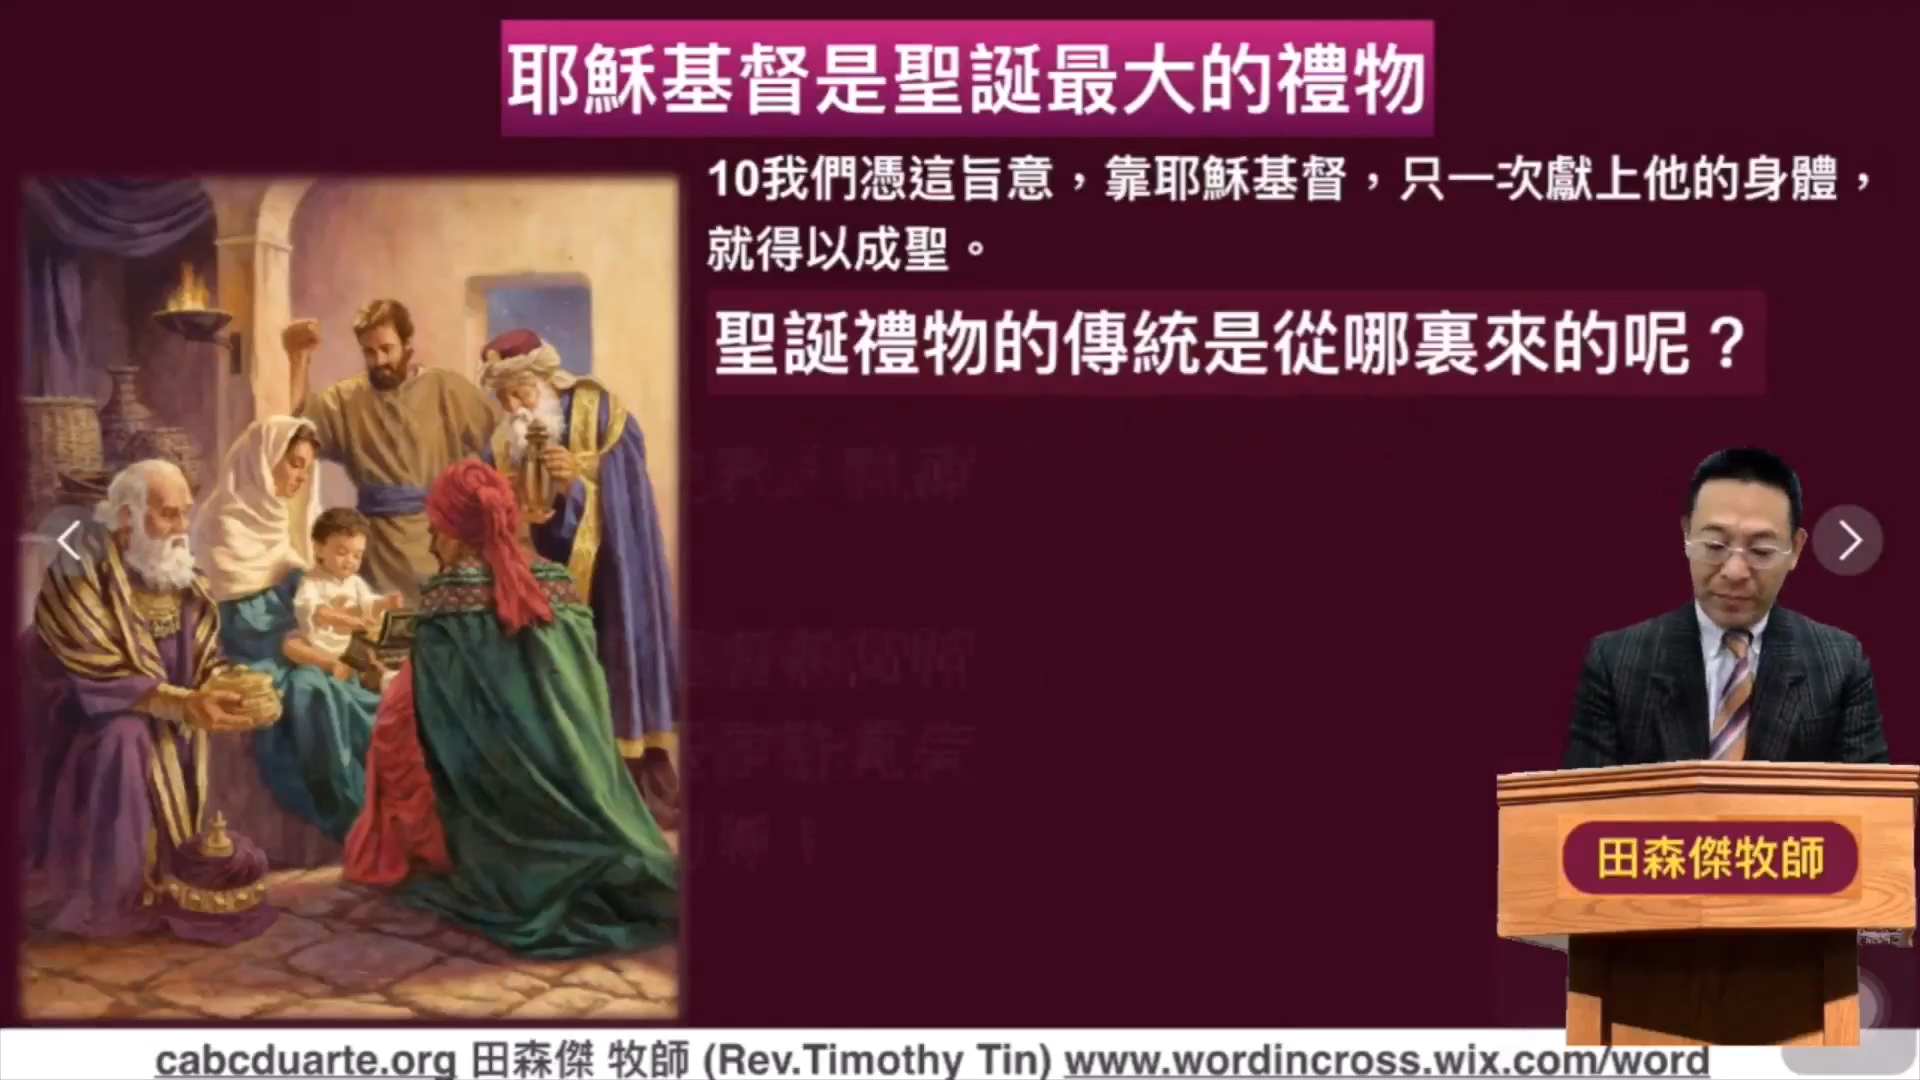 耶穌基督是聖誕最大的禮物
10我們憑這旨意，靠耶穌基督，只一次獻上他的身體，
就得以成聖。
聖誕禮物的傳統是從哪裏來的呢？
田森傑牧師
cabcduarte.org 田森傑 牧師 (Rev.Timothy Tin) www.wordincross.wix.com/word